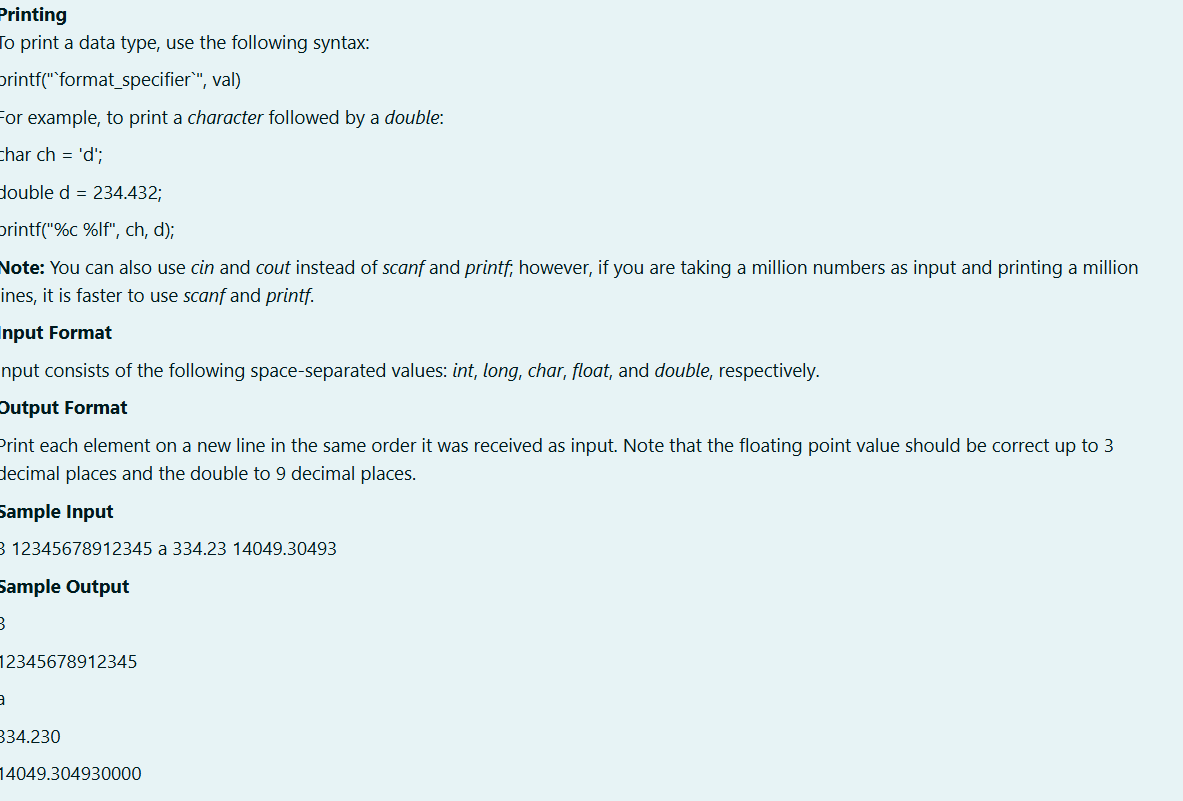 Printing
To print a data type, use the following syntax:
printf("`format_specifier`", val)
For example, to print a character followed by a double:
char ch = 'd';
double d = 234.432;
printf("%c %lf", ch, d);
Note: You can also use cin and cout instead of scanf and printf; however, if you are taking a million numbers as input and printing a million
ines, it is faster to use scanf and printf.
Input Format
nput consists of the following space-separated values: int, long, char, float, and double, respectively.
Output Format
Print each element on a new line in the same order it was received as input. Note that the floating point value should be correct up to 3
decimal places and the double to 9 decimal places.
Sample Input
3 12345678912345 a 334.23 14049.30493
Sample Output
3
12345678912345
a
334.230
14049.304930000